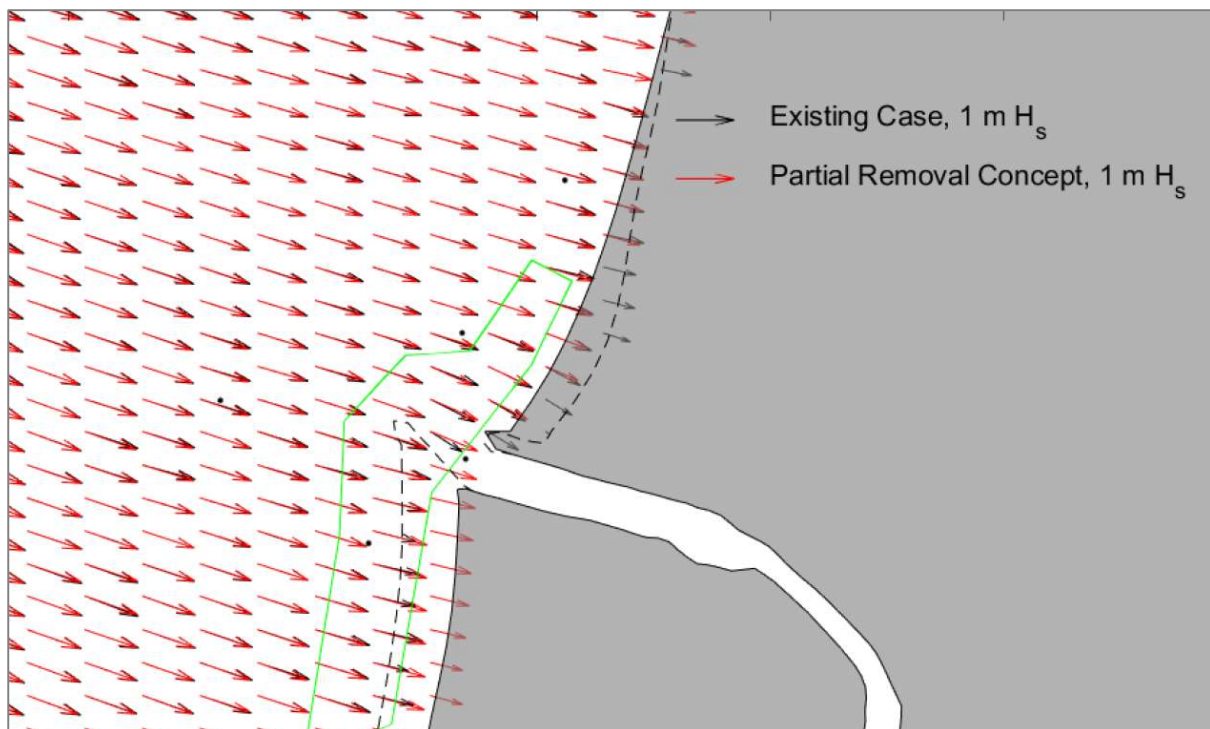 Existing Case, 1 m Hs
Partial Removal Concept, 1 m Hs